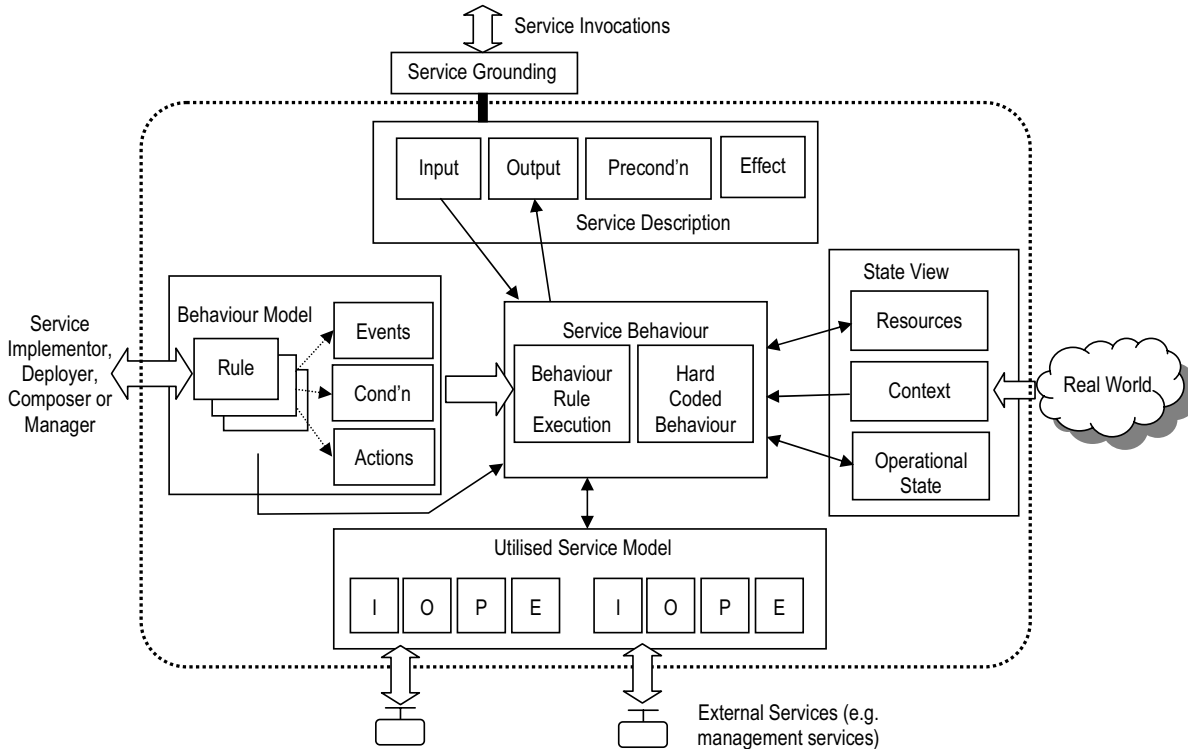 Service Invocations
Service Grounding
Input
Output
Precond'n
Effect
Service Description
State View
Behaviour Model
Service Behaviour
Resources
Service
Implementor,
Deployer,
Composer or
Manager
Rule
Events
Cond'n
Actions
Behaviour
Rule
Execution
Hard
Coded
Behaviour
Context
Real World
Operational
State
Utilised Service Model
I
O
P
E
I
O
P
E
External Services (e.g.
management services)